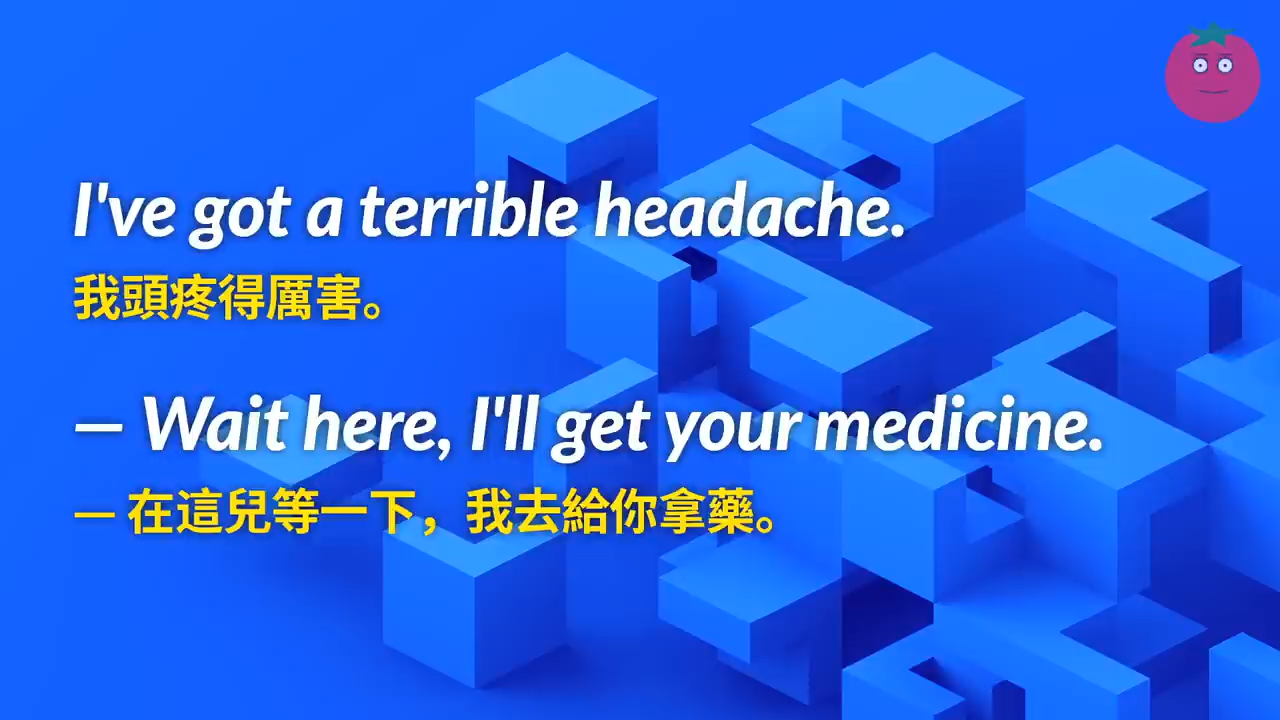 I've got a terrible headache.
我頭疼得厲害。
— Wait here, I'll get your medicine.
— 在這兒等一下，我去給你拿藥。